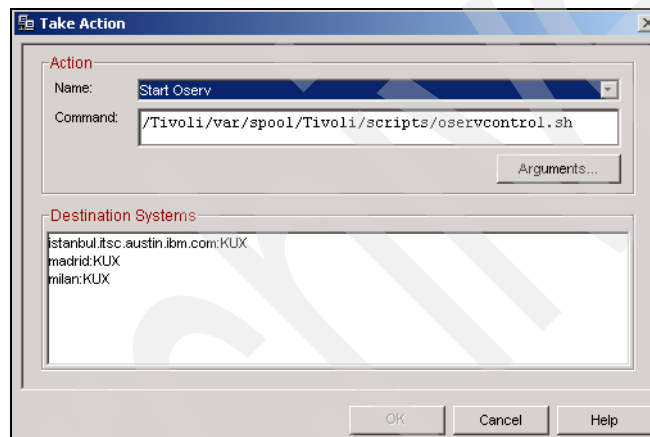 Take Action
Action
Name:
Start Oserv
Command:
/Tivoli/var/spool/Tivoli/scripts/oservcontrol.sh
Arguments...
Destination Systems
istanbul.itsc.austin.ibm.com:KUX
madrid:KUX
milan:KUX
OK
Cancel
Help